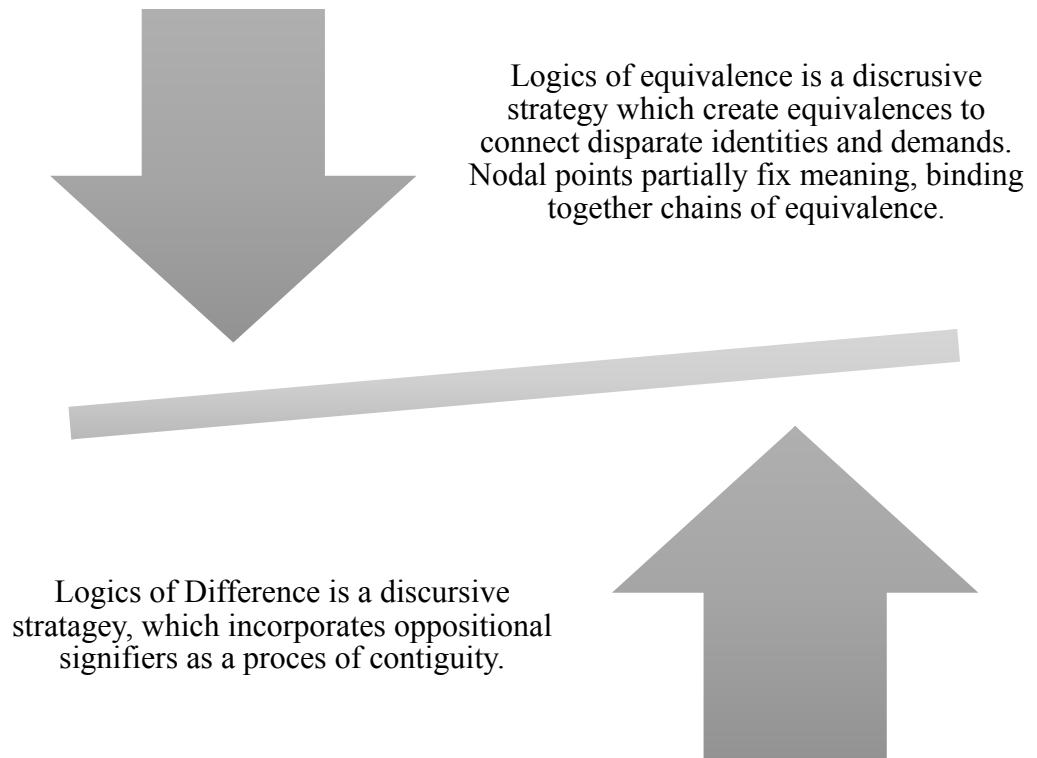 Logics of equivalence is a discrusive
strategy which create equivalences to
connect disparate identities and demands.
Nodal points partially fix meaning, binding
together chains of equivalence.
Logics of Difference is a discursive
stratagey, which incorporates oppositional
signifiers as a proces of contiguity.